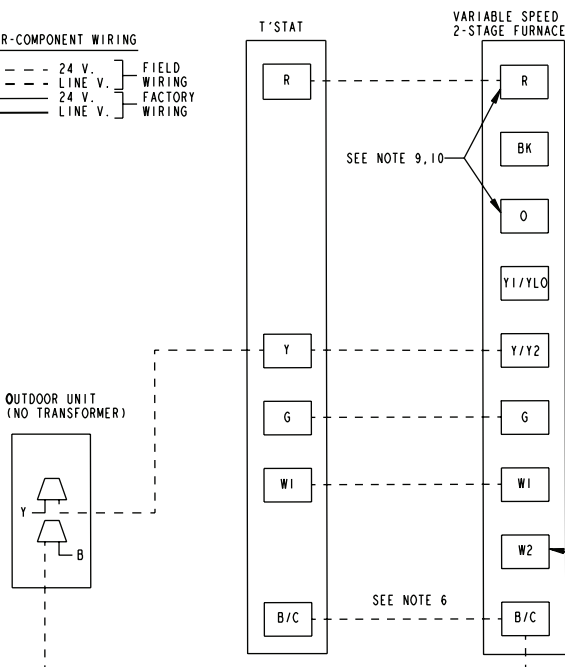 R-COMPONENT WIRING
24 V.
LINE V.
FIELD
WIRING
24 V.
LINE V.
FACTORY
WIRING
T'STAT
VARIABLE SPEED
2-STAGE FURNACE
R
R
BK
SEE NOTE 9,10
O
Y1/YLO
Y
Y/Y2
OUTDOOR UNIT
(NO TRANSFORMER)
G
G
W1
W1
Y
B
W2
SEE NOTE 6
B/C
B/C